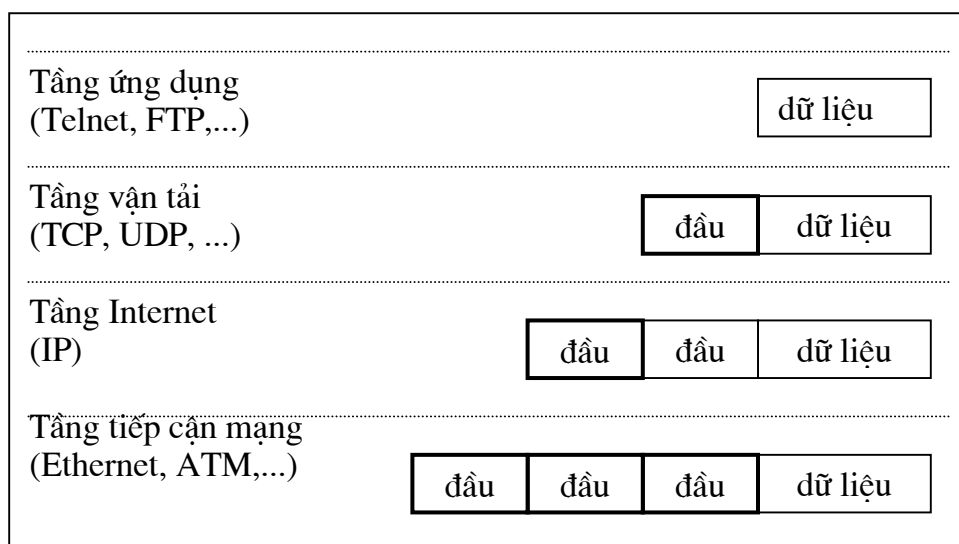 Tầng ứng dụng
(Telnet, FTP,...)
dữ liệu
Tầng vận tải
(TCP, UDP, ...)
đầu dữ liệu
Tầng Internet
(IP)
đầu đầu dữ liệu
Tầng tiếp cận mạng
(Ethernet, ATM,...)
đầu đầu đầu dữ liệu